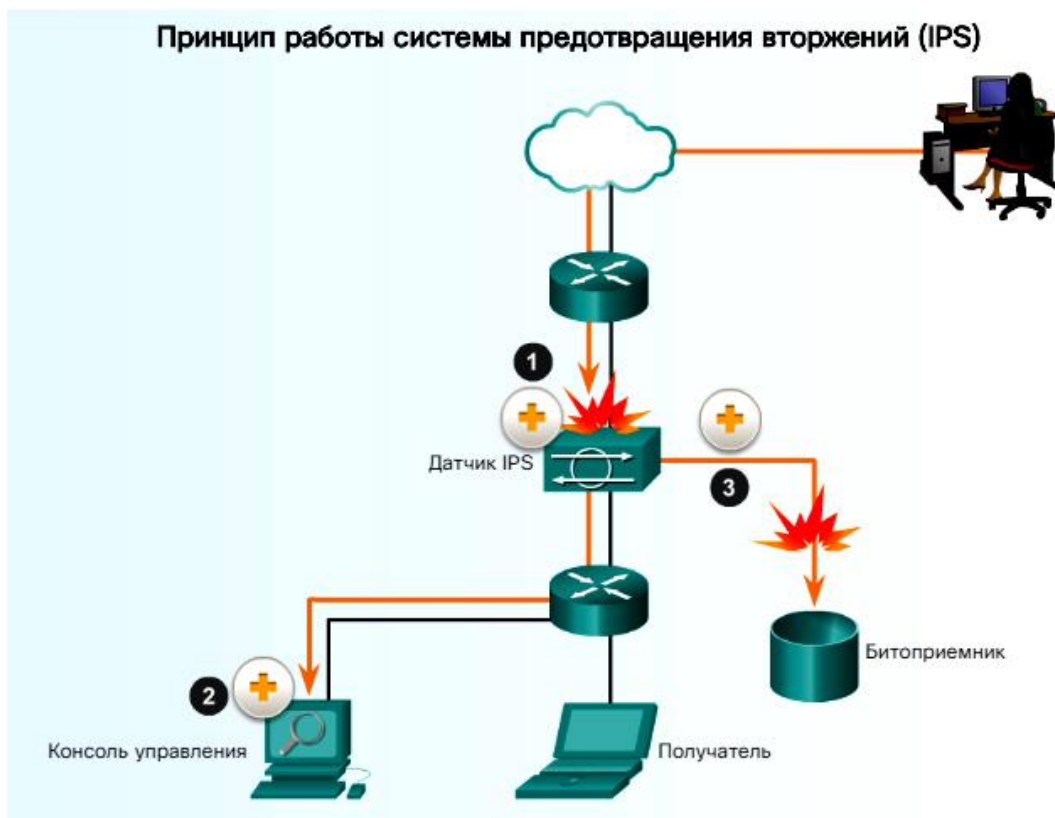 Принцип работы системы предотвращения вторжений (IPS)
1
Датчик IPS
3
Битоприемник
2
Консоль управления
Получатель